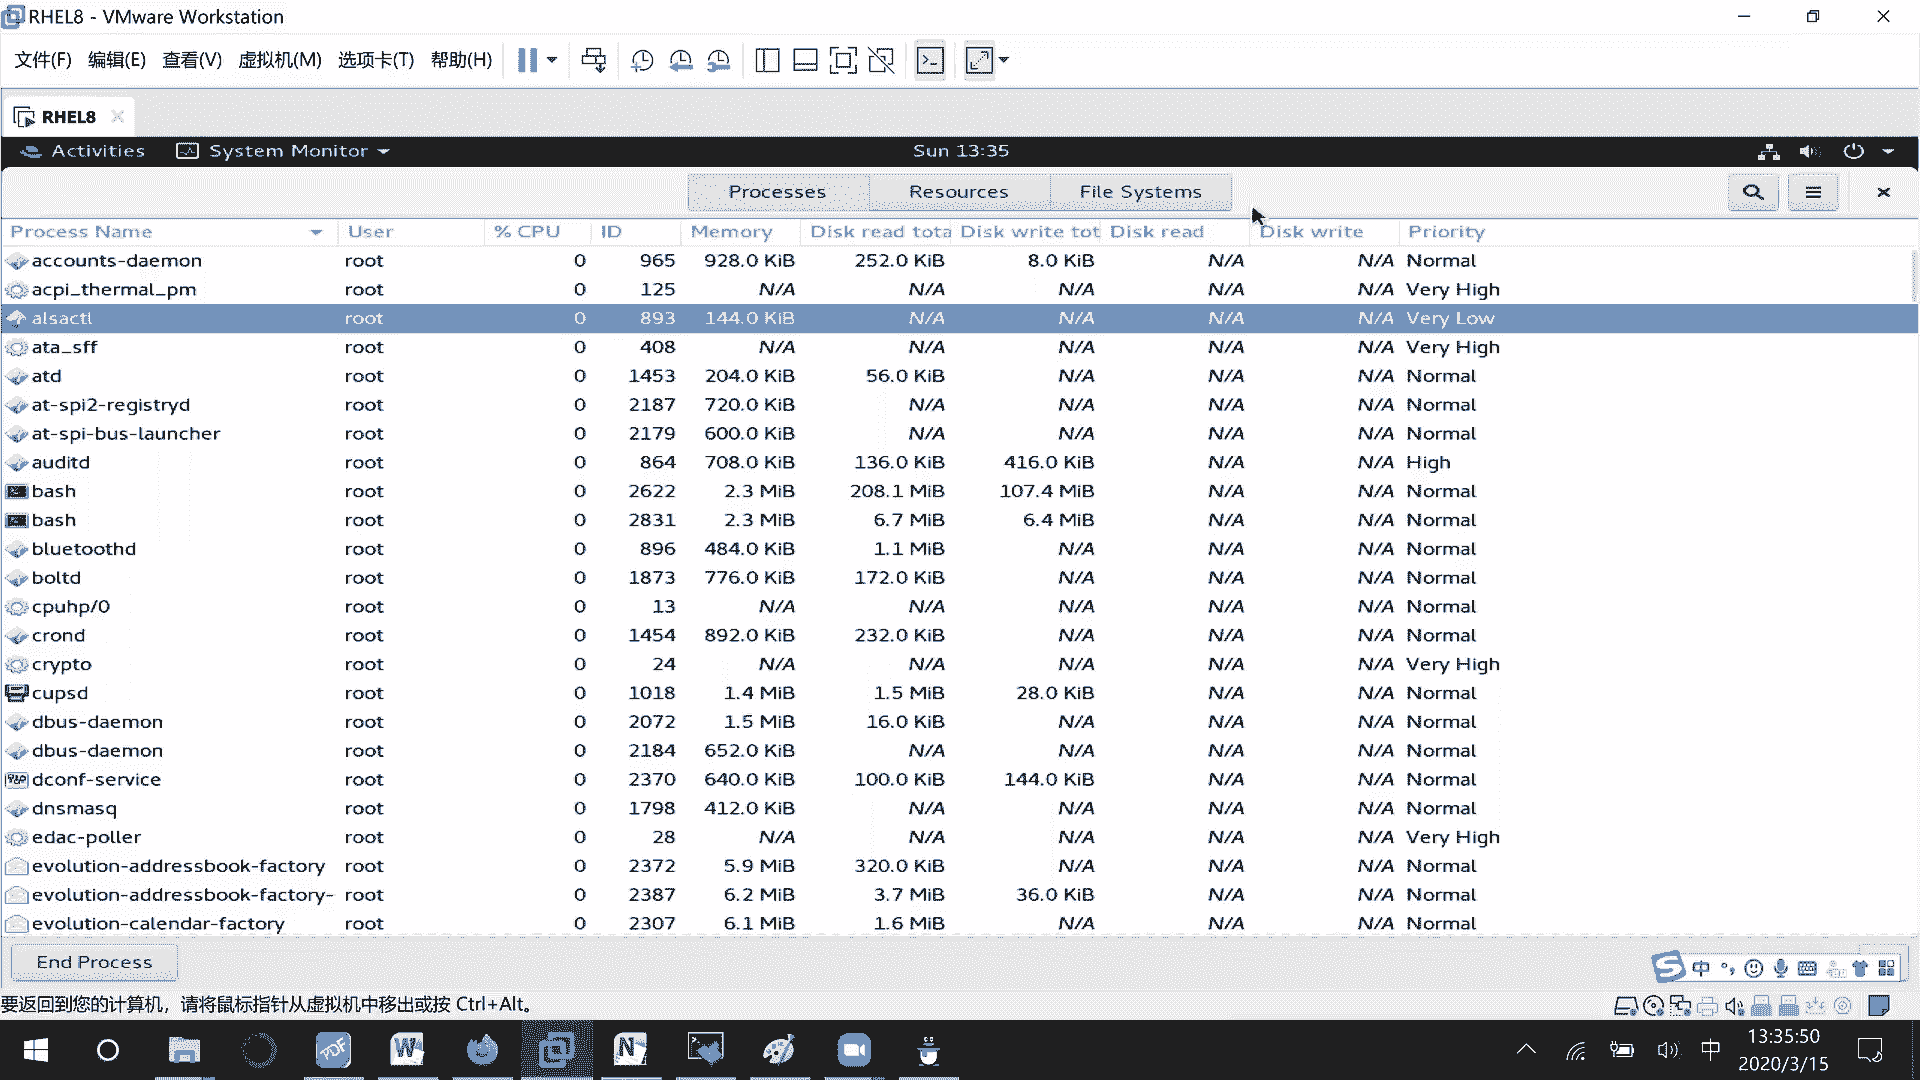 RHEL8 - VMware Workstation
文件(F) 编辑(E) 查看(V) 虚拟机(M) 选项卡(T) 帮助(H)
RHEL8
Activities System Monitor Sun 13:35
Processes Resources File Systems
Process Name User % CPU ID Memory Disk read tota Disk write tot Disk read Disk write Priority
accounts-daemon root 0 965 928.0 KiB 252.0 KiB 8.0 KiB N/A N/A Normal
acpi_thermal_pm root 0 125 N/A N/A N/A N/A N/A Very High
alsactl root 0 893 144.0 KiB N/A N/A N/A N/A Very Low
ata_sff root 0 408 N/A N/A N/A N/A N/A Very High
atd root 0 1453 204.0 KiB 56.0 KiB N/A N/A N/A Normal
at-spi2-registryd root 0 2187 720.0 KiB N/A N/A N/A N/A Normal
at-spi-bus-launcher root 0 2179 600.0 KiB N/A N/A N/A N/A Normal
auditd root 0 864 708.0 KiB 136.0 KiB 416.0 KiB N/A N/A High
bash root 0 2622 2.3 MiB 208.1 MiB 107.4 MiB N/A N/A Normal
bash root 0 2831 2.3 MiB 6.7 MiB 6.4 MiB N/A N/A Normal
bluetoothd root 0 896 484.0 KiB 1.1 MiB N/A N/A N/A Normal
boltd root 0 1873 776.0 KiB 172.0 KiB N/A N/A N/A Normal
cpuhp/0 root 0 13 N/A N/A N/A N/A N/A Normal
crond root 0 1454 892.0 KiB 232.0 KiB N/A N/A N/A Normal
crypto root 0 24 N/A N/A N/A N/A N/A Very High
cupsd root 0 1018 1.4 MiB 1.5 MiB 28.0 KiB N/A N/A Normal
dbus-daemon root 0 2072 1.5 MiB 16.0 KiB N/A N/A N/A Normal
dbus-daemon root 0 2184 652.0 KiB N/A N/A N/A N/A Normal
dconf-service root 0 2370 640.0 KiB 100.0 KiB 144.0 KiB N/A N/A Normal
dnsmasq root 0 1798 412.0 KiB N/A N/A N/A N/A Normal
edac-poller root 0 28 N/A N/A N/A N/A N/A Very High
evolution-addressbook-factory root 0 2372 5.9 MiB 320.0 KiB N/A N/A N/A Normal
evolution-addressbook-factory- root 0 2387 6.2 MiB 3.7 MiB 36.0 KiB N/A N/A Normal
evolution-calendar-factory root 0 2307 6.1 MiB 1.6 MiB N/A N/A N/A Normal
End Process
中
要返回到您的计算机，请将鼠标指针从虚拟机中移出或按 Ctrl+Alt。
PDF W N 中 13:35:50
2020/3/15